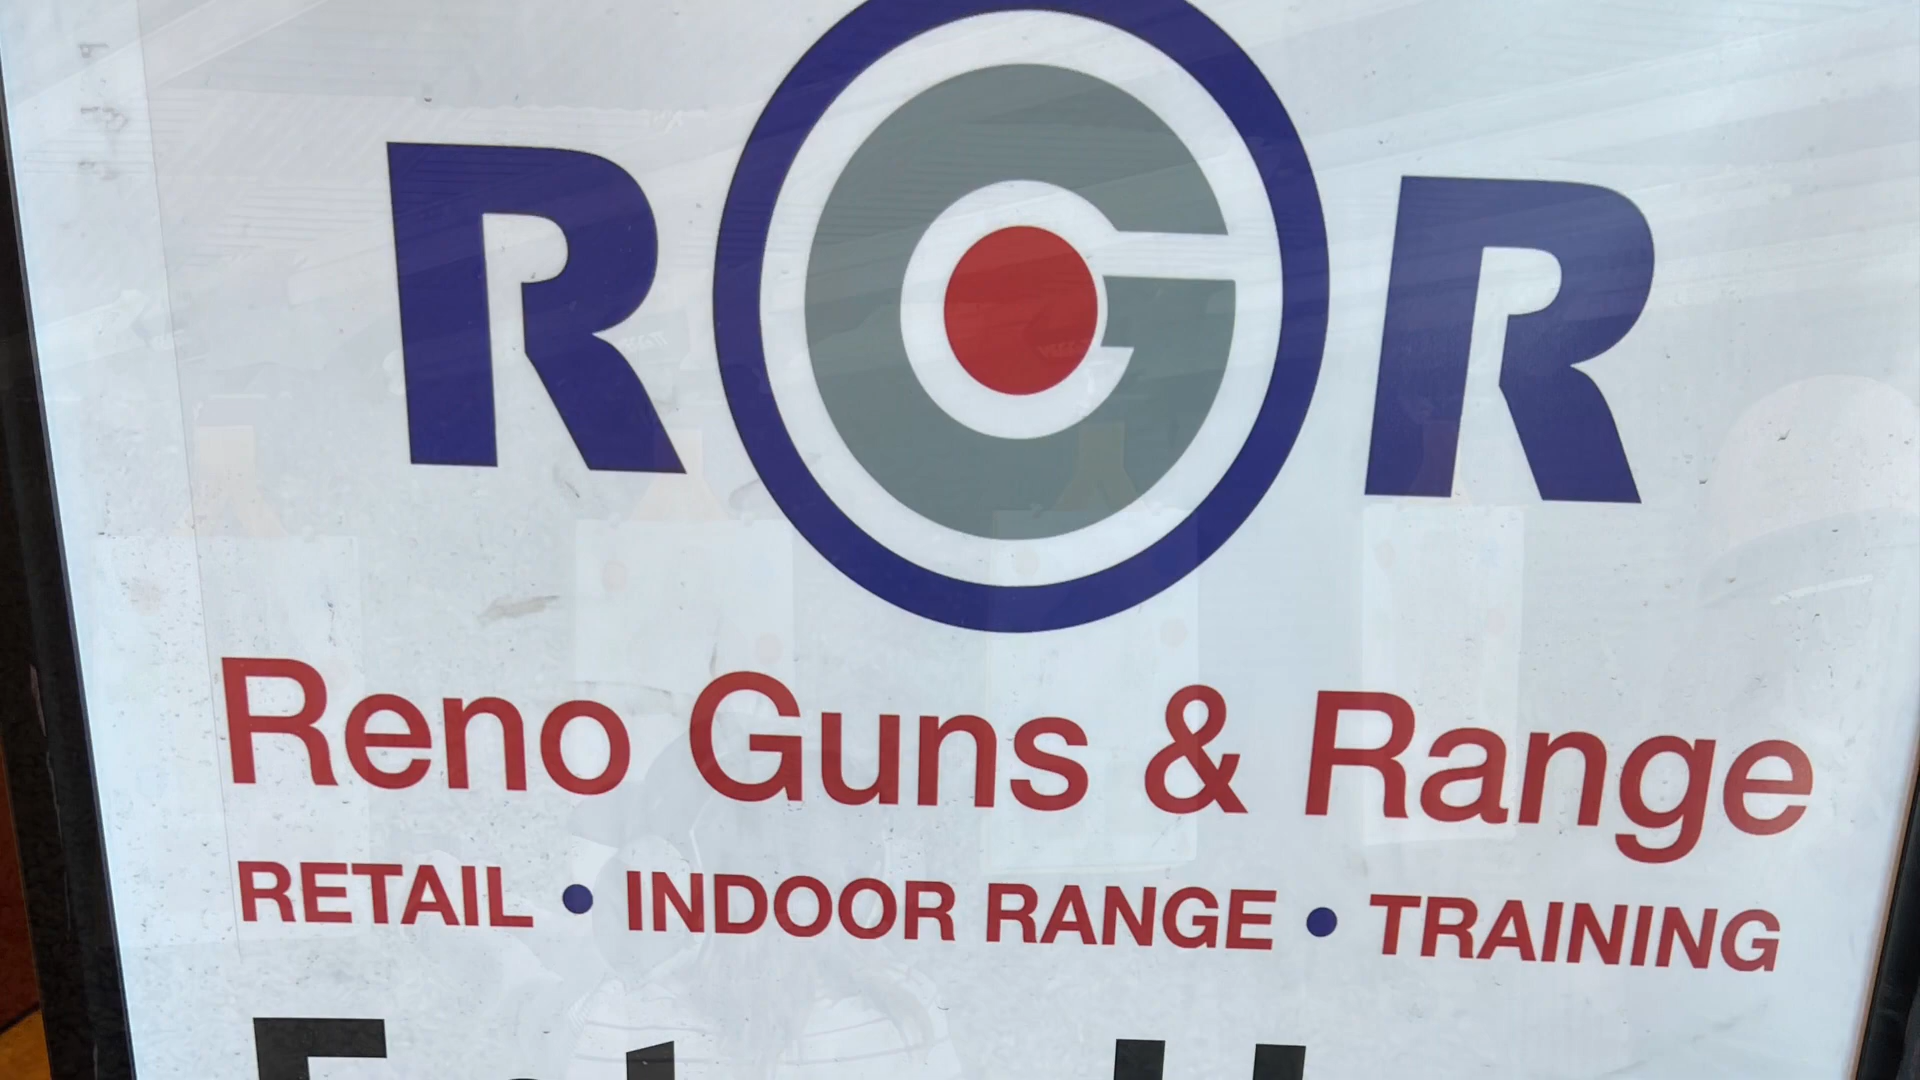 RGR
Reno Guns & Range
RETAIL • INDOOR RANGE • TRAINING